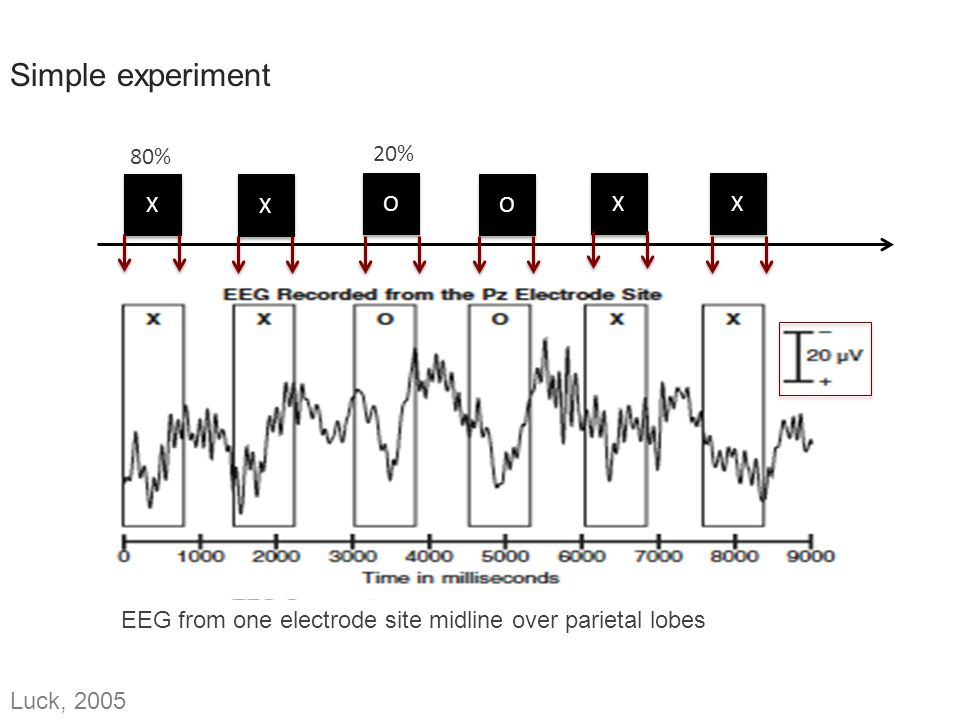 Simple experiment
80% 20%
X X O O X X
EEG Recorded from the Pz Electrode Site
X X O O X X
−
20 µV
+
0 1000 2000 3000 4000 5000 6000 7000 8000 9000
Time in milliseconds
EEG from one electrode site midline over parietal lobes
Luck, 2005